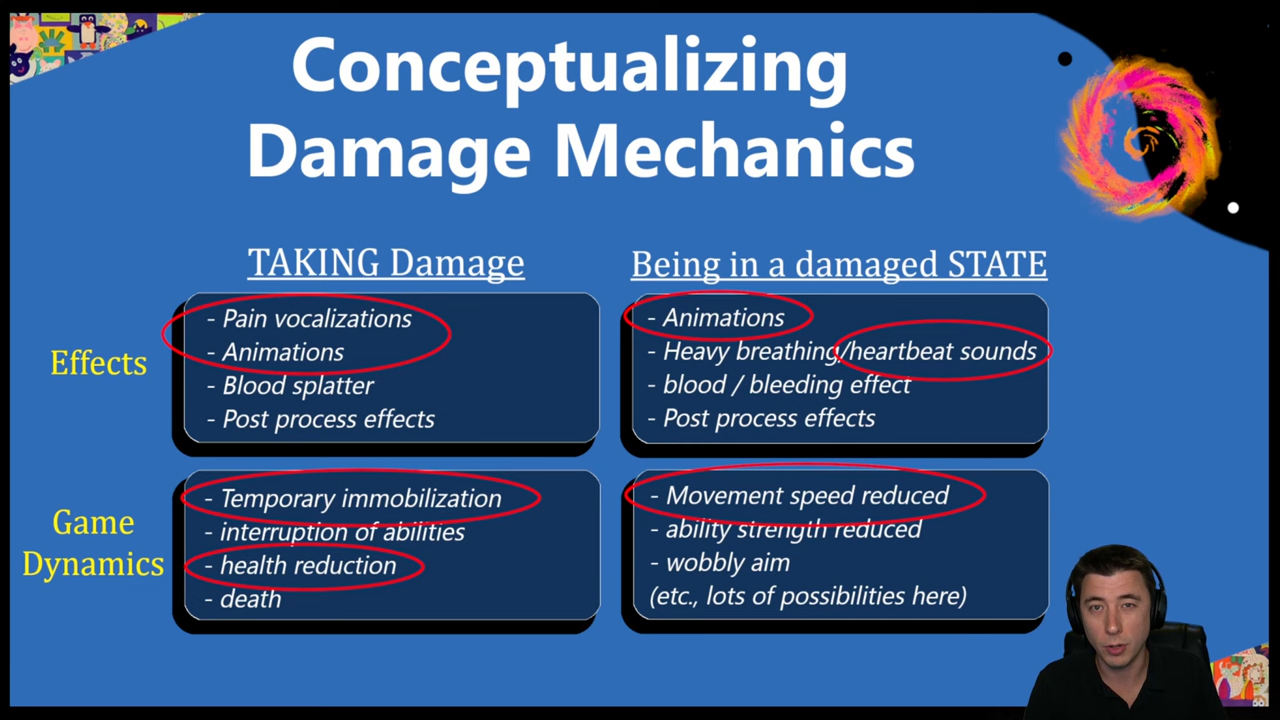 Conceptualizing
Damage Mechanics
TAKING Damage
Being in a damaged STATE
Effects
- Pain vocalizations
- Animations
- Blood splatter
- Post process effects
- Animations
- Heavy breathing/heartbeat sounds
- blood / bleeding effect
- Post process effects
Game
Dynamics
- Temporary immobilization
- interruption of abilities
- health reduction
- death
- Movement speed reduced
- ability strength reduced
- wobbly aim
(etc., lots of possibilities here)